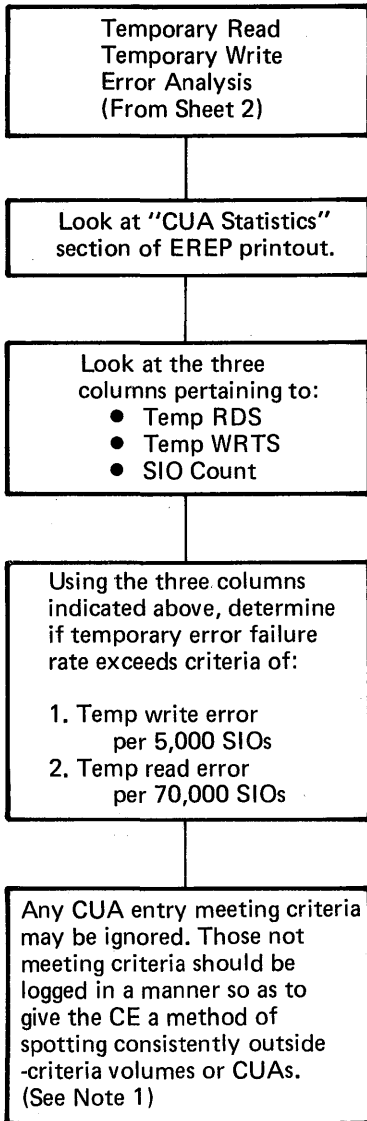 Temporary Read
Temporary Write
Error Analysis
(From Sheet 2)
Look at "CUA Statistics"
section of EREP printout.
Look at the three
columns pertaining to:
● Temp RDS
● Temp WRTS
● SIO Count
Using the three columns
indicated above, determine
if temporary error failure
rate exceeds criteria of:
1. Temp write error
per 5,000 SIOs
2. Temp read error
per 70,000 SIOs
Any CUA entry meeting criteria
may be ignored. Those not
meeting criteria should be
logged in a manner so as to
give the CE a method of
spotting consistently outside
-criteria volumes or CUAs.
(See Note 1)